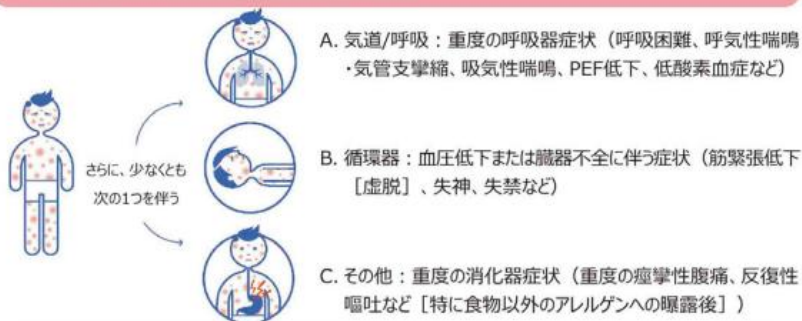 A. 気道/呼吸：重度の呼吸器症状（呼吸困難、呼気性喘鳴
・気管支攣縮、吸気性喘鳴、PEF低下、低酸素血症など）
さらに、少なくとも
次の1つを伴う
B. 循環器：血圧低下または臓器不全に伴う症状（筋緊張低下
［虚脱］、失神、失禁など）
C. その他：重度の消化器症状（重度の痙攣性腹痛、反復性
嘔吐など［特に食物以外のアレルゲンへの曝露後］）